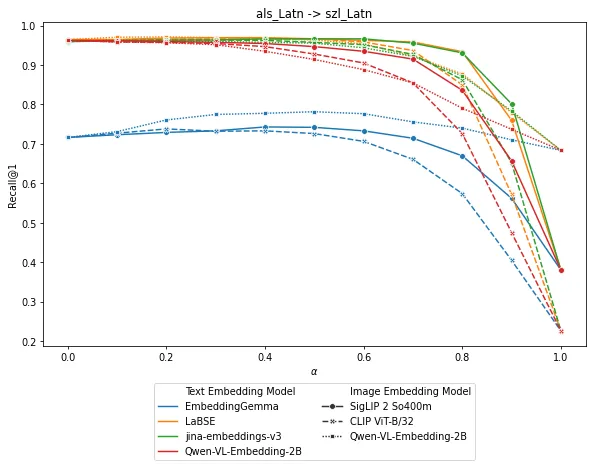 als_Latn -> szl_Latn
1.0
0.9
0.8
0.7
0.6
0.5
0.4
0.3
0.2
Recall@1
0.0
0.2
0.4
0.6
0.8
1.0
α
Text Embedding Model
EmbeddingGemma
LaBSE
jina-embeddings-v3
Qwen-VL-Embedding-2B
Image Embedding Model
SigLIP 2 So400m
CLIP ViT-B/32
Qwen-VL-Embedding-2B